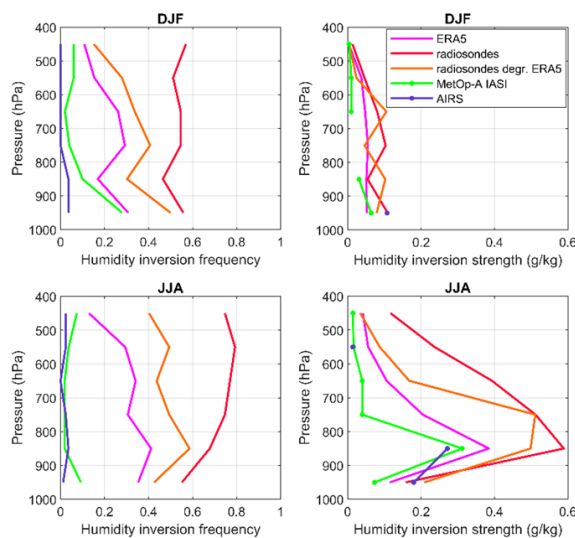 DJF
Pressure (hPa)
400
500
600
700
800
900
1000
0 0.2 0.4 0.6 0.8 1
Humidity inversion frequency
DJF
Pressure (hPa)
400
500
600
700
800
900
1000
0 0.2 0.4 0.6
Humidity inversion strength (g/kg)
ERA5
radiosondes
radiosondes degr. ERA5
MetOp-A IASI
AIRS
JJA
Pressure (hPa)
400
500
600
700
800
900
1000
0 0.2 0.4 0.6 0.8 1
Humidity inversion frequency
JJA
Pressure (hPa)
400
500
600
700
800
900
1000
0 0.2 0.4 0.6
Humidity inversion strength (g/kg)